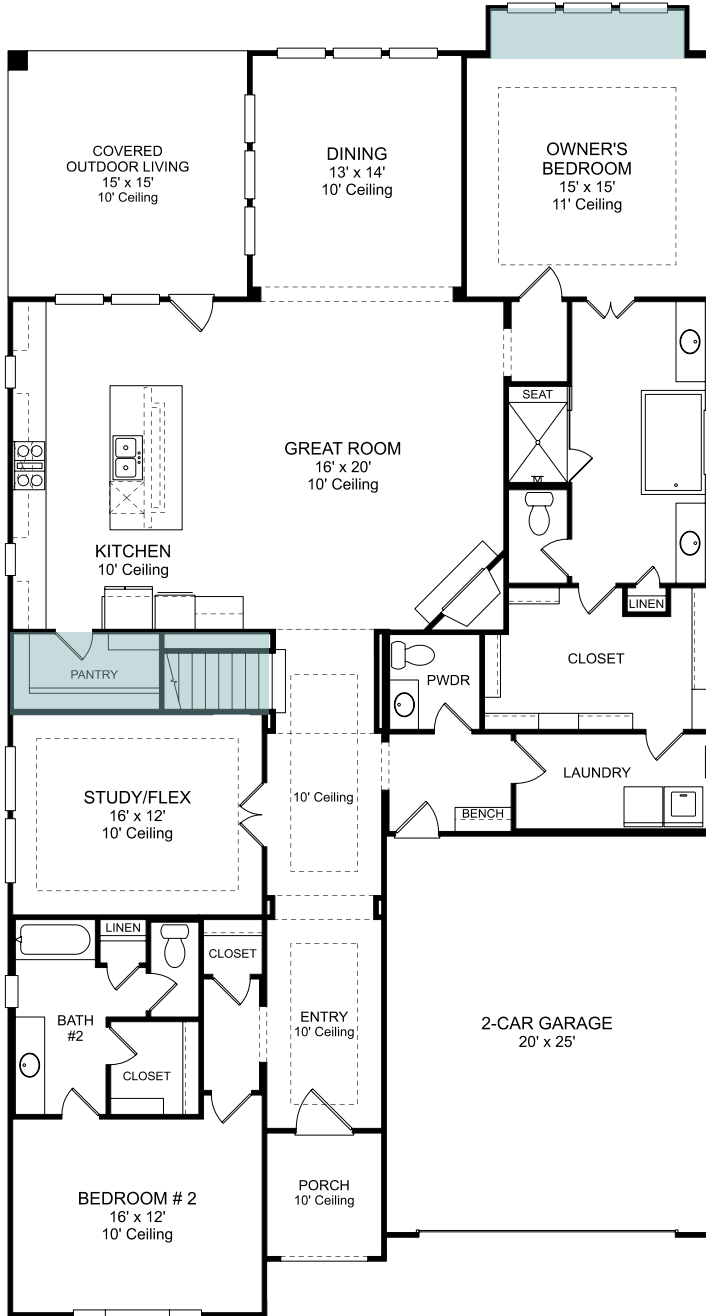 COVERED
OUTDOOR LIVING
15' x 15'
10' Ceiling
DINING
13' x 14'
10' Ceiling
OWNER'S
BEDROOM
15' x 15'
11' Ceiling
SEAT
GREAT ROOM
16' x 20'
10' Ceiling
KITCHEN
10' Ceiling
LINEN
CLOSET
PANTRY
PWDR
LAUNDRY
STUDY/FLEX
16' x 12'
10' Ceiling
10' Ceiling
BENCH
LINEN
CLOSET
BATH
#2
ENTRY
10' Ceiling
2-CAR GARAGE
20' x 25'
CLOSET
BEDROOM # 2
16' x 12'
10' Ceiling
PORCH
10' Ceiling